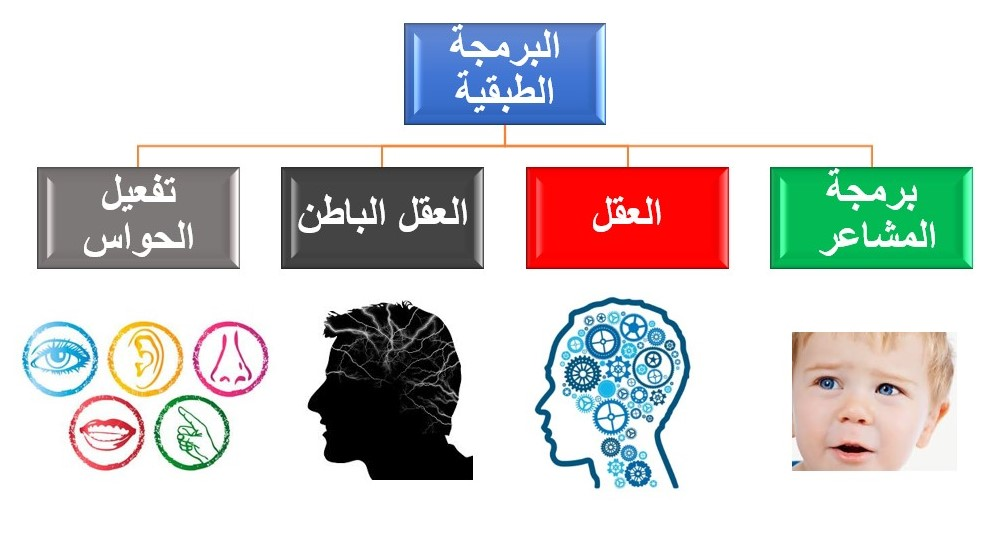 البرمجة
الطبقية
برمجة
المشاعر
العقل
العقل الباطن
تفعيل
الحواس